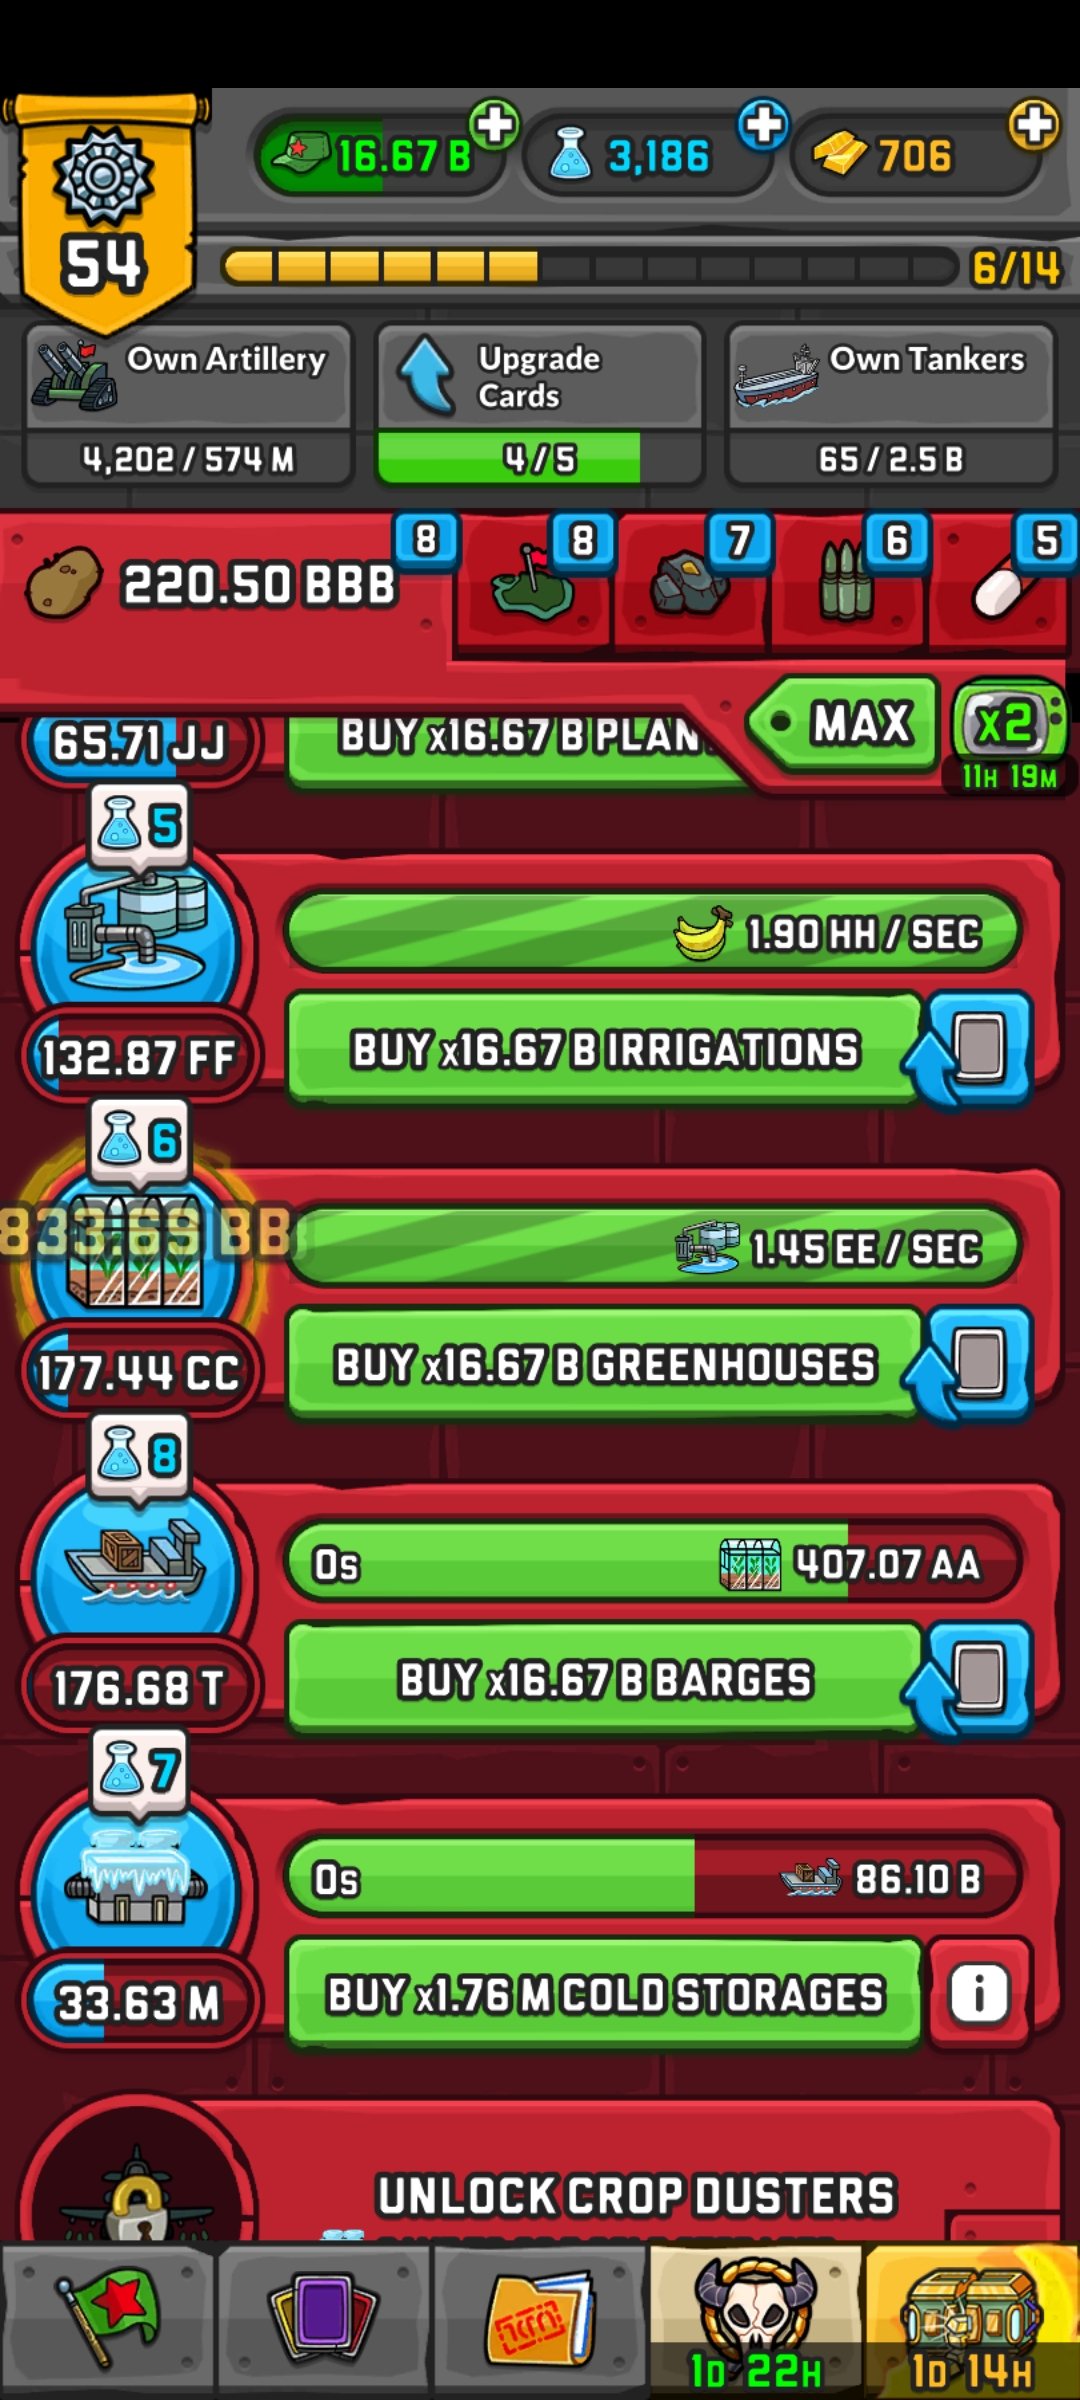 16.67 B
3,186
706
54
6/14
Own Artillery
4,202 / 574 M
Upgrade
Cards
4 / 5
Own Tankers
65 / 2.5 B
220.50 BBB
8
8
7
6
5
MAX
x2
11H 19M
65.71 JJ
BUY x16.67 B PLAN
5
1.90 HH / SEC
132.87 FF
BUY x16.67 B IRRIGATIONS
6
833.69 BB
1.45 EE / SEC
177.44 CC
BUY x16.67 B GREENHOUSES
8
0s
407.07 AA
176.68 T
BUY x16.67 B BARGES
7
0s
86.10 B
33.63 M
BUY x1.76 M COLD STORAGES
i
UNLOCK CROP DUSTERS
1D 22H
1D 14H